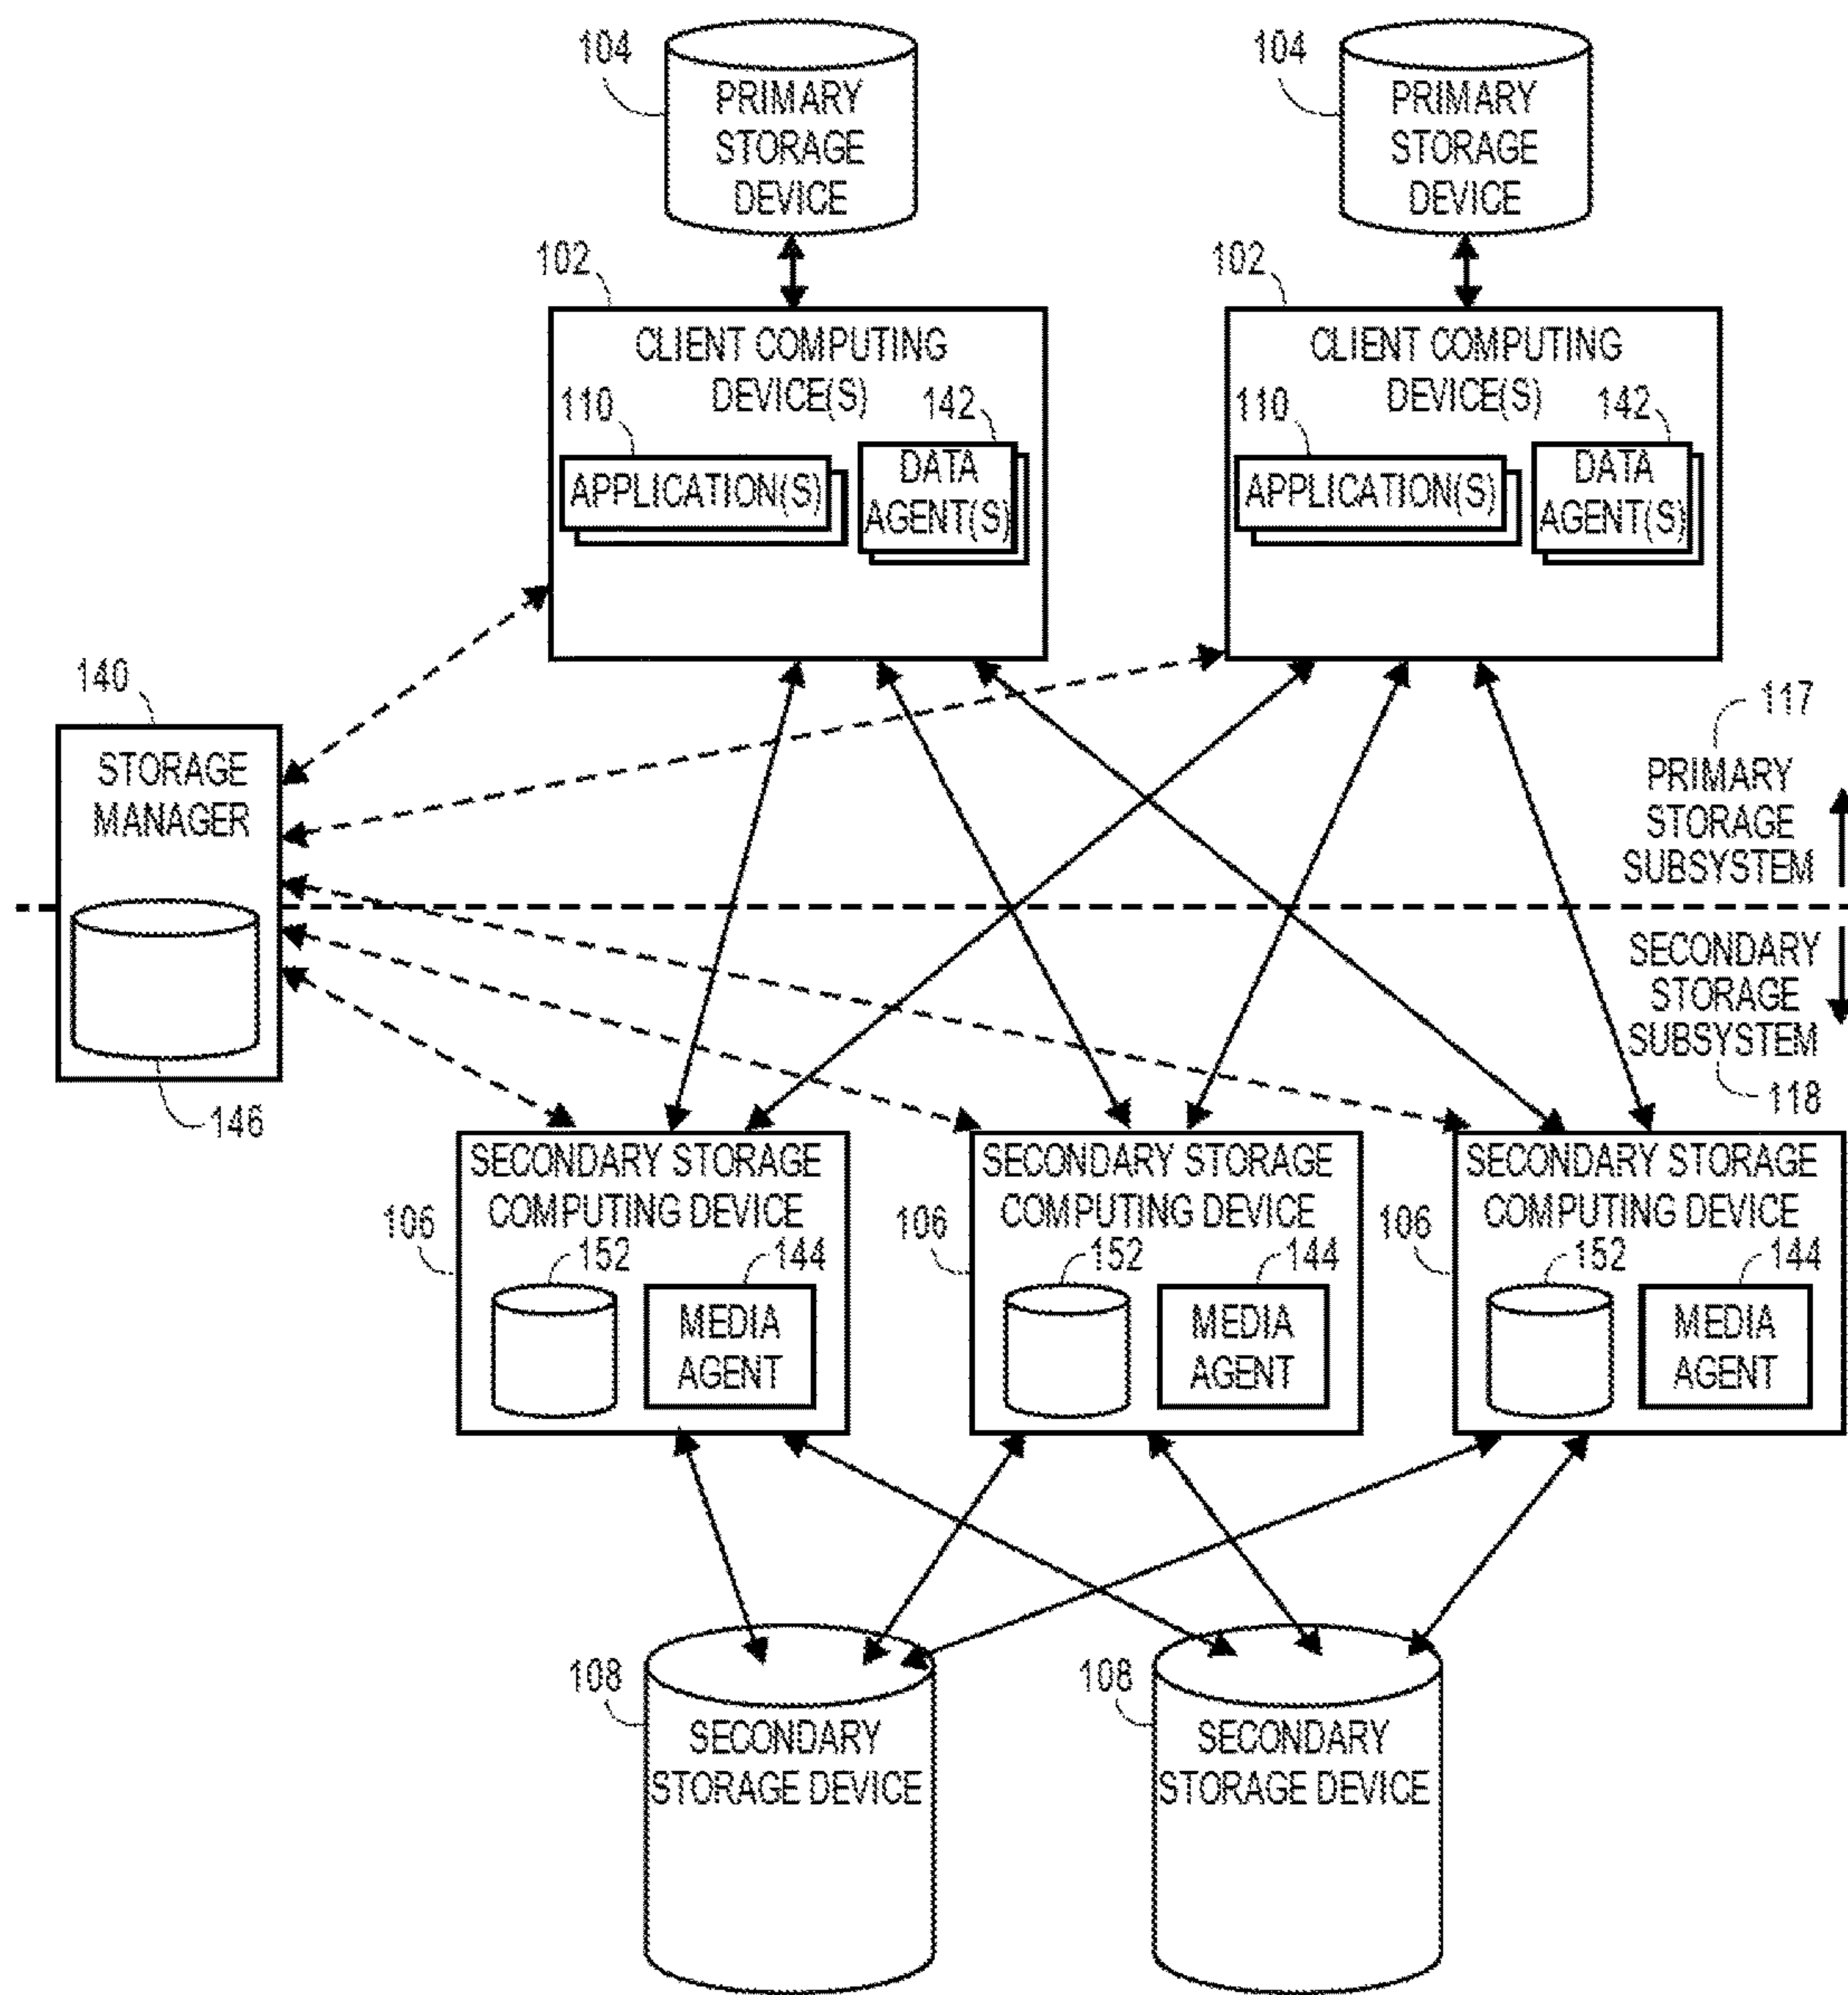 104
PRIMARY
STORAGE
DEVICE
104
PRIMARY
STORAGE
DEVICE
102
CLIENT COMPUTING
DEVICE(S)
110
142
APPLICATION(S)
DATA
AGENT(S)
102
CLIENT COMPUTING
DEVICE(S)
110
142
APPLICATION(S)
DATA
AGENT(S)
140
STORAGE
MANAGER
146
117
PRIMARY
STORAGE
SUBSYSTEM
SECONDARY
STORAGE
SUBSYSTEM
118
SECONDARY STORAGE
COMPUTING DEVICE
106
152
144
MEDIA
AGENT
SECONDARY STORAGE
COMPUTING DEVICE
106
152
144
MEDIA
AGENT
SECONDARY STORAGE
COMPUTING DEVICE
106
152
144
MEDIA
AGENT
108
SECONDARY
STORAGE DEVICE
108
SECONDARY
STORAGE DEVICE